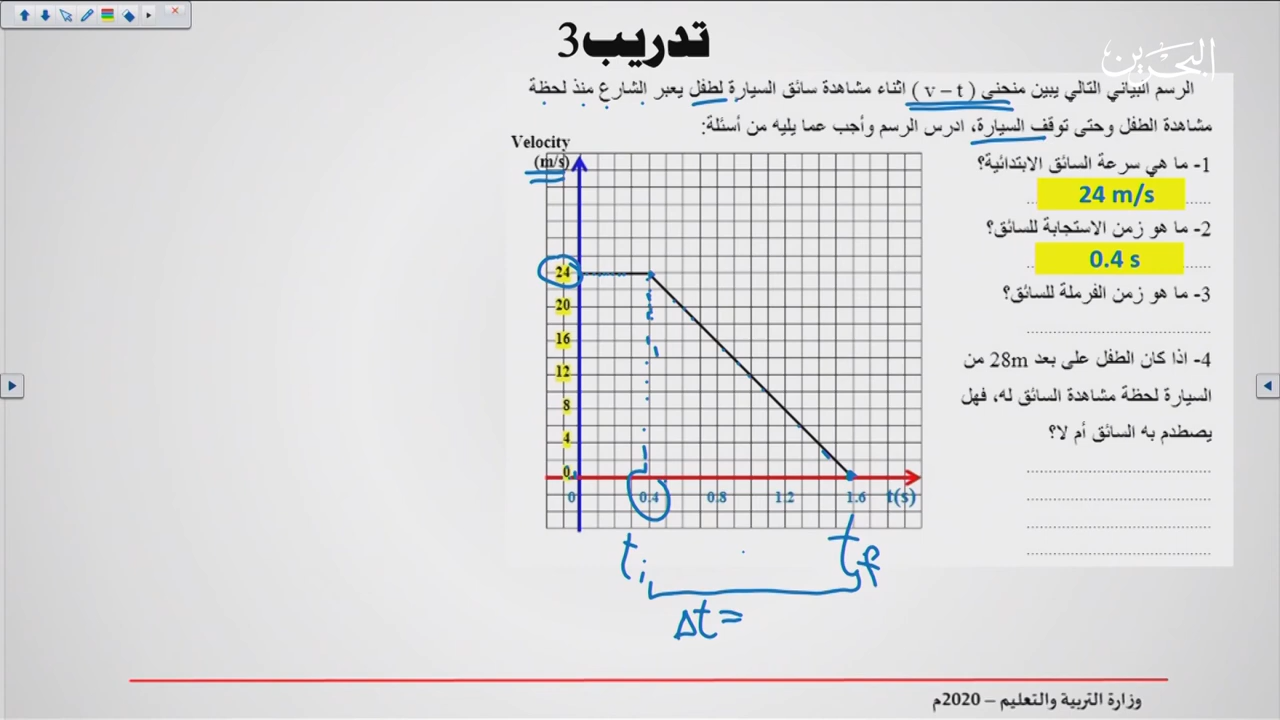 تدريب3
البحرين
الرسم البياني التالي يبين منحنى ( v – t ) اثناء مشاهدة سائق السيارة لطفل يعبر الشارع منذ لحظة
مشاهدة الطفل وحتى توقف السيارة، ادرس الرسم وأجب عما يليه من أسئلة:
1- ما هي سرعة السائق الابتدائية؟
24 m/s
2- ما هو زمن الاستجابة للسائق؟
0.4 s
3- ما هو زمن الفرملة للسائق؟
4- اذا كان الطفل على بعد 28m من
السيارة لحظة مشاهدة السائق له، فهل
يصطدم به السائق أم لا؟
Velocity
(m/s)
24
20
16
12
8
4
0
0 0.4 0.8 1.2 1.6 t(s)
ti tf
Δt=
وزارة التربية والتعليم – 2020م